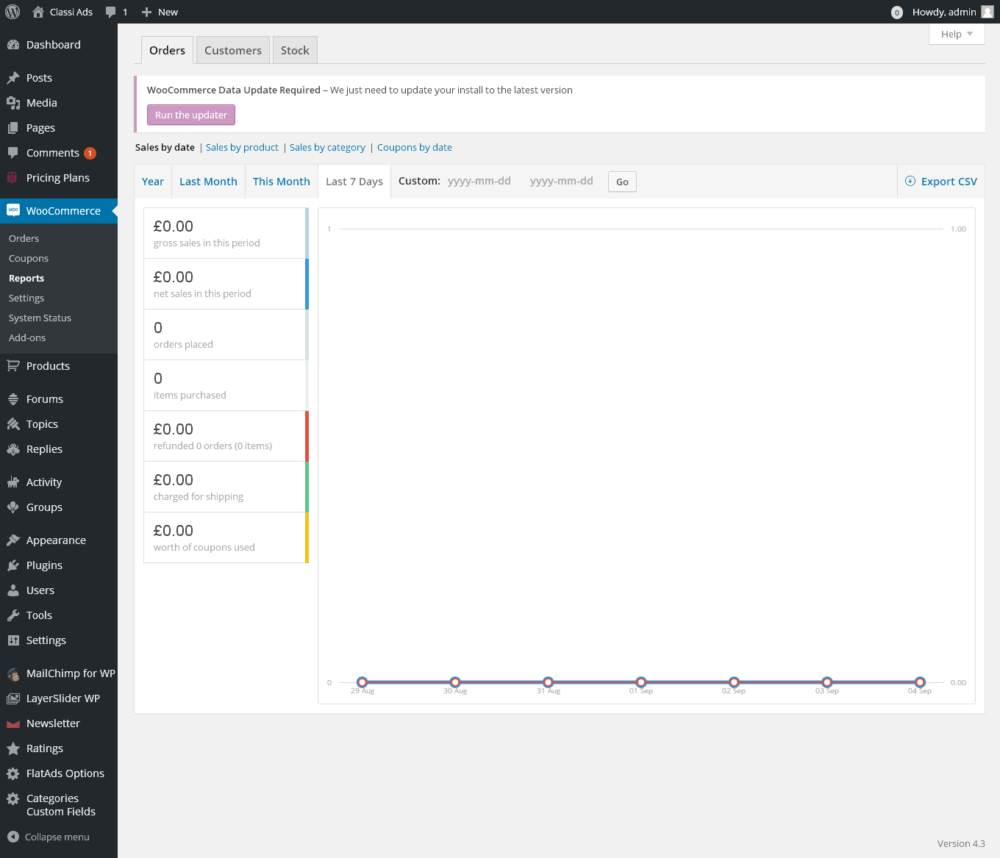 Classi Ads 1 New 0 Howdy, admin
Help
Dashboard
Posts
Media
Pages
Comments 1
Pricing Plans
WooCommerce
Orders
Coupons
Reports
Settings
System Status
Add-ons
Products
Forums
Topics
Replies
Activity
Groups
Appearance
Plugins
Users
Tools
Settings
MailChimp for WP
LayerSlider WP
Newsletter
Ratings
FlatAds Options
Categories
Custom Fields
Collapse menu
Orders Customers Stock
WooCommerce Data Update Required – We just need to update your install to the latest version
Run the updater
Sales by date | Sales by product | Sales by category | Coupons by date
Year Last Month This Month Last 7 Days Custom: yyyy-mm-dd yyyy-mm-dd Go Export CSV
£0.00
gross sales in this period
£0.00
net sales in this period
0
orders placed
0
items purchased
£0.00
refunded 0 orders (0 items)
£0.00
charged for shipping
£0.00
worth of coupons used
1 1.00
0 0.00
29 Aug 30 Aug 31 Aug 01 Sep 02 Sep 03 Sep 04 Sep
Version 4.3